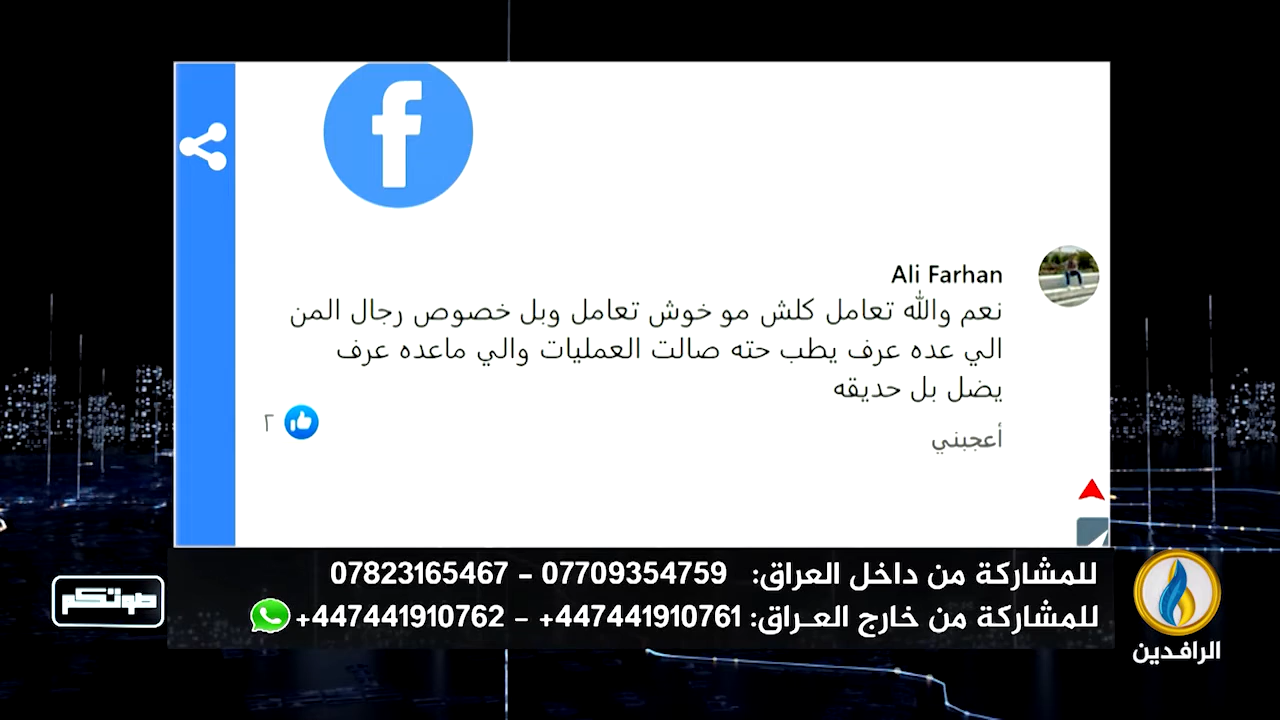 Ali Farhan
نعم والله تعامل كلش مو خوش تعامل وبل خصوص رجال المن
الي عده عرف يطب حته صالت العمليات والي ماعده عرف
يضل بل حديقه
٢
أعجبني
للمشاركة من داخل العراق: 07709354759 - 07823165467
للمشاركة من خارج العـراق: 447441910761+ - 447441910762+
صوتكم
الرافدين